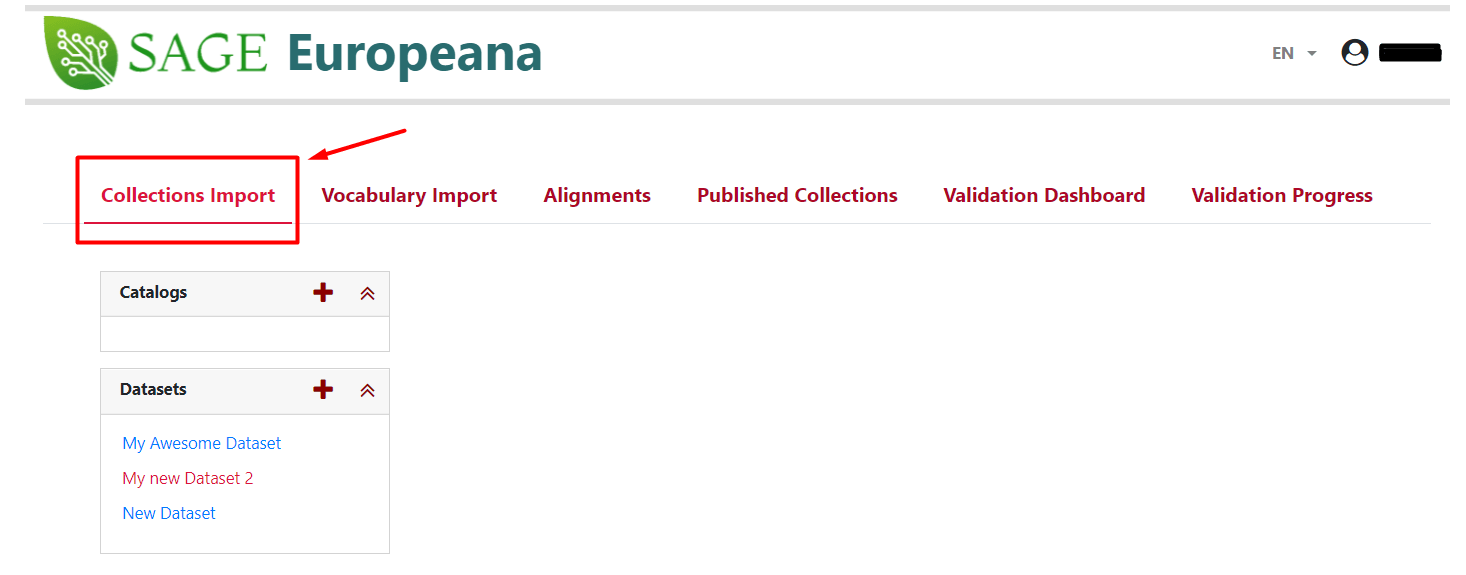 SAGE Europeana
EN
Collections Import Vocabulary Import Alignments Published Collections Validation Dashboard Validation Progress
Catalogs
Datasets
My Awesome Dataset
My new Dataset 2
New Dataset